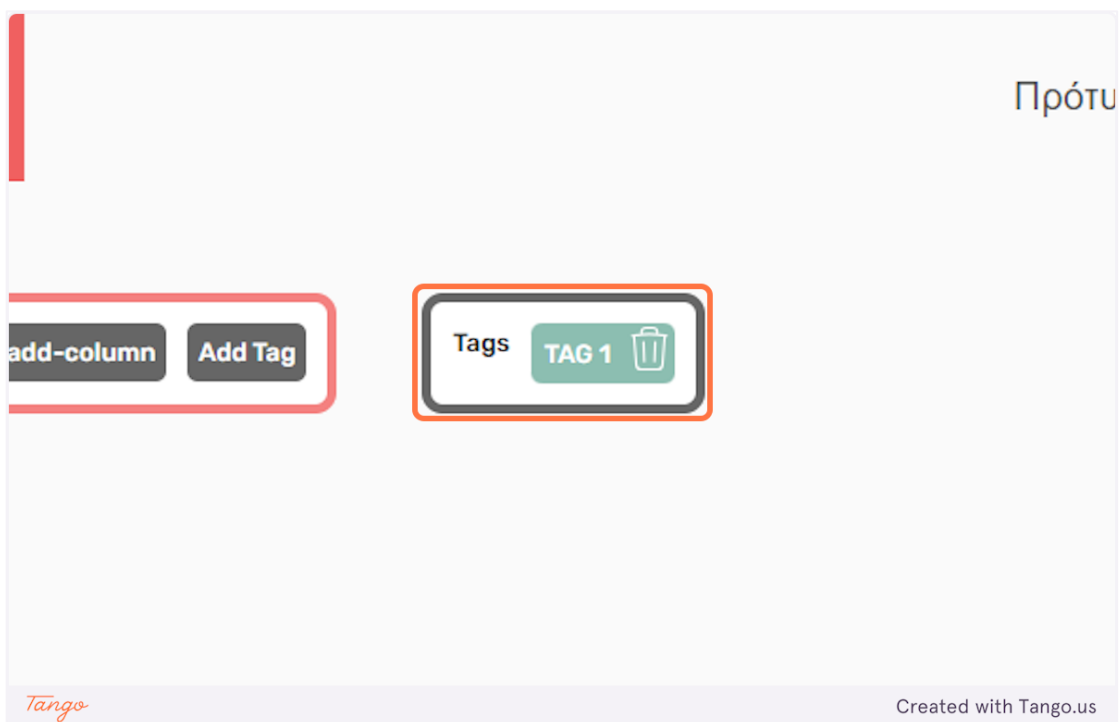 Πρότυ
add-column Add Tag Tags TAG 1
Tango Created with Tango.us